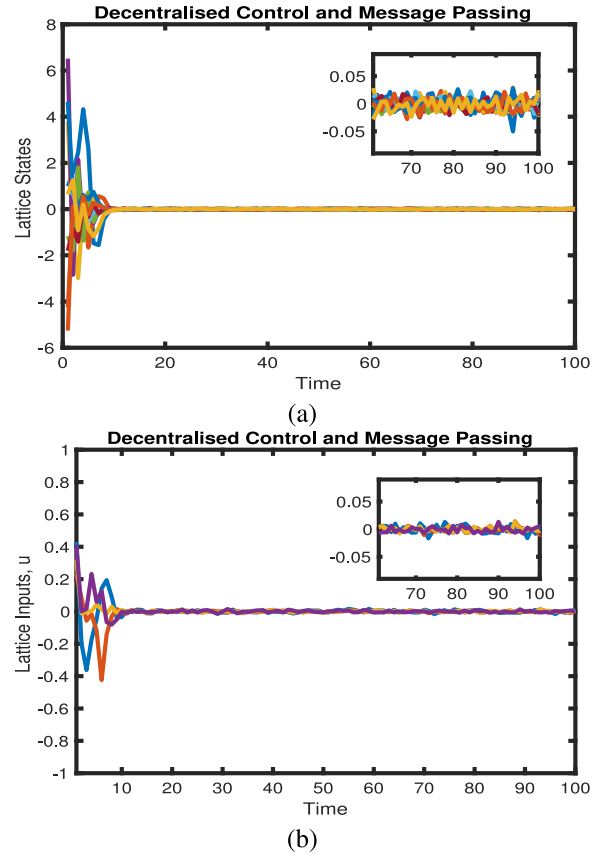 Decentralised Control and Message Passing
8
6
4
2
0
-2
-4
-6
Lattice States
0.05
0
-0.05
70 80 90 100
0 20 40 60 80 100
Time
(a)
Decentralised Control and Message Passing
1
0.8
0.6
0.4
0.2
0
-0.2
-0.4
-0.6
-0.8
-1
Lattice Inputs, u
0.05
0
-0.05
70 80 90 100
10 20 30 40 50 60 70 80 90 100
Time
(b)